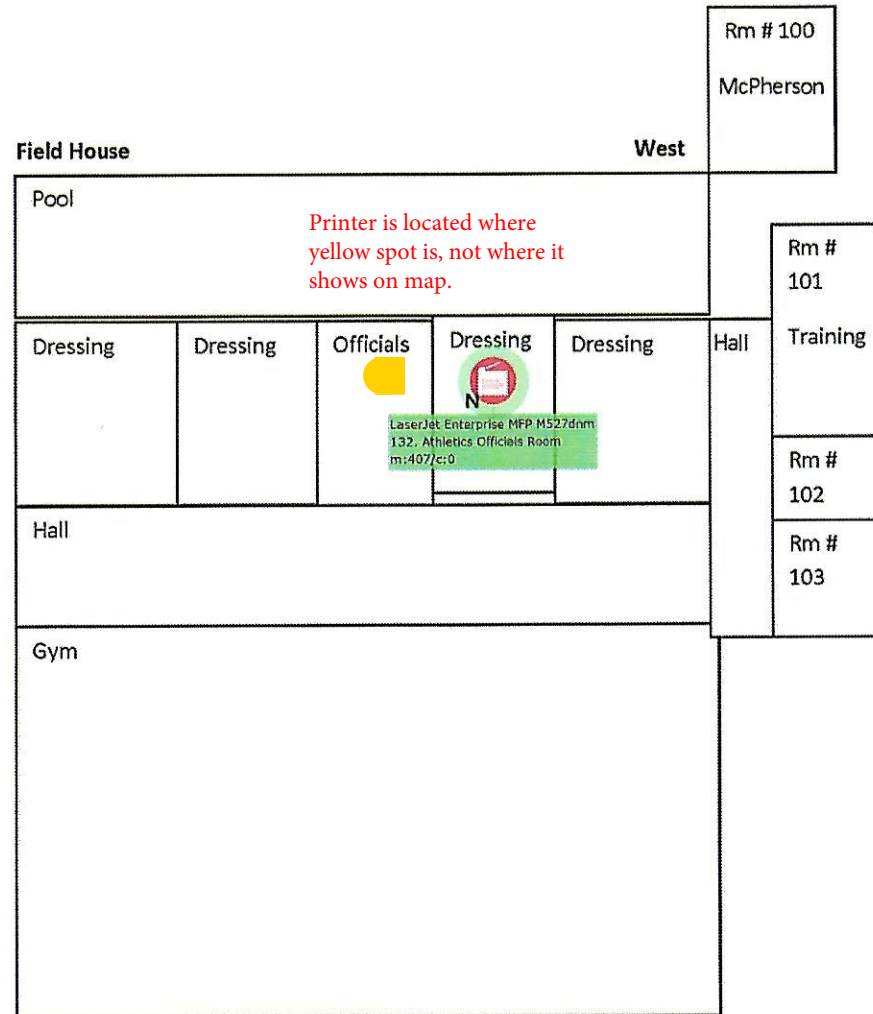 Rm # 100
McPherson
Field House
West
Pool
Printer is located where
yellow spot is, not where it
shows on map.
Rm #
101
Training
Dressing
Dressing
Officials
Dressing
Dressing
Hall
N
LaserJet Enterprise MFP M527dnm
132. Athletics Officials Room
m:407/c:0
Rm #
102
Hall
Rm #
103
Gym